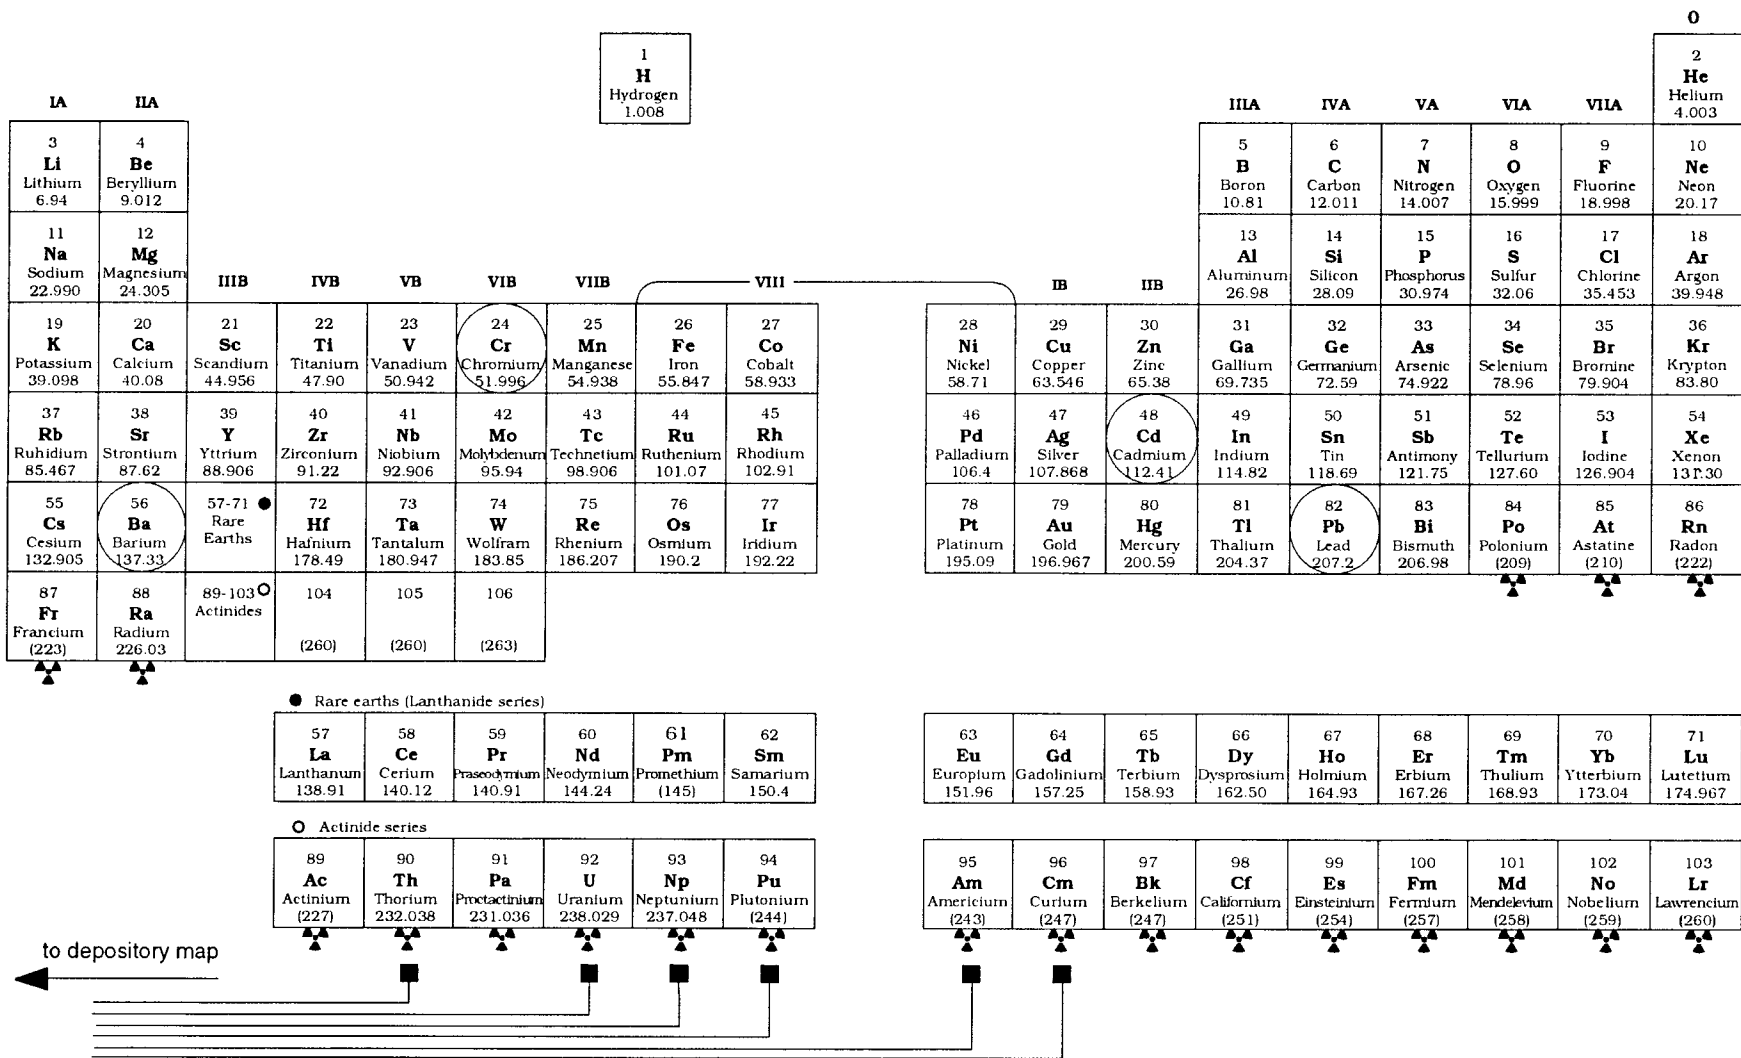 O
1
H
Hydrogen
1.008
2
He
Helium
4.003
IA IIA IIIA IVA VA VIA VIIA
3 4 5 6 7 8 9 10
Li Be B C N O F Ne
Lithium Beryllium Boron Carbon Nitrogen Oxygen Fluorine Neon
6.94 9.012 10.81 12.011 14.007 15.999 18.998 20.17
11 12 13 14 15 16 17 18
Na Mg Al Si P S Cl Ar
Sodium Magnesium Aluminum Silicon Phosphorus Sulfur Chlorine Argon
22.990 24.305 26.98 28.09 30.974 32.06 35.453 39.948
IIIB IVB VB VIB VIIB VIII IB IIB
19 20 21 22 23 24 25 26 27 28 29 30 31 32 33 34 35 36
K Ca Sc Ti V Cr Mn Fe Co Ni Cu Zn Ga Ge As Se Br Kr
Potassium Calcium Scandium Titanium Vanadium Chromium Manganese Iron Cobalt Nickel Copper Zinc Gallium Germanium Arsenic Selenium Bromine Krypton
39.098 40.08 44.956 47.90 50.942 51.996 54.938 55.847 58.933 58.71 63.546 65.38 69.735 72.59 74.922 78.96 79.904 83.80
37 38 39 40 41 42 43 44 45 46 47 48 49 50 51 52 53 54
Rb Sr Y Zr Nb Mo Tc Ru Rh Pd Ag Cd In Sn Sb Te I Xe
Ruhidium Strontium Yttrium Zirconium Niobium Molybdenum Technetium Ruthenium Rhodium Palladium Silver Cadmium Indium Tin Antimony Tellurium Iodine Xenon
85.467 87.62 88.906 91.22 92.906 95.94 98.906 101.07 102.91 106.4 107.868 112.41 114.82 118.69 121.75 127.60 126.904 131.30
55 56 57-71 72 73 74 75 76 77 78 79 80 81 82 83 84 85 86
Cs Ba Rare Hf Ta W Re Os Ir Pt Au Hg Tl Pb Bi Po At Rn
Cesium Barium Earths Hafnium Tantalum Wolfram Rhenium Osmium Iridium Platinum Gold Mercury Thalium Lead Bismuth Polonium Astatine Radon
132.905 137.33 178.49 180.947 183.85 186.207 190.2 192.22 195.09 196.967 200.59 204.37 207.2 206.98 (209) (210) (222)
87 88 89-103 104 105 106
Fr Ra Actinides
Francium Radium
(223) 226.03 (260) (260) (263)
Rare earths (Lanthanide series)
57 58 59 60 61 62 63 64 65 66 67 68 69 70 71
La Ce Pr Nd Pm Sm Eu Gd Tb Dy Ho Er Tm Yb Lu
Lanthanum Cerium Praseodymium Neodymium Promethium Samarium Europium Gadolinium Terbium Dysprosium Holmium Erbium Thulium Ytterbium Lutetium
138.91 140.12 140.91 144.24 (145) 150.4 151.96 157.25 158.93 162.50 164.93 167.26 168.93 173.04 174.967
Actinide series
89 90 91 92 93 94 95 96 97 98 99 100 101 102 103
Ac Th Pa U Np Pu Am Cm Bk Cf Es Fm Md No Lr
Actinium Thorium Proctactinium Uranium Neptunium Plutonium Americium Curium Berkelium Californium Einsteinium Fermium Mendelevium Nobelium Lawrencium
(227) 232.038 231.036 238.029 237.048 (244) (243) (247) (247) (251) (254) (257) (258) (259) (260)
to depository map